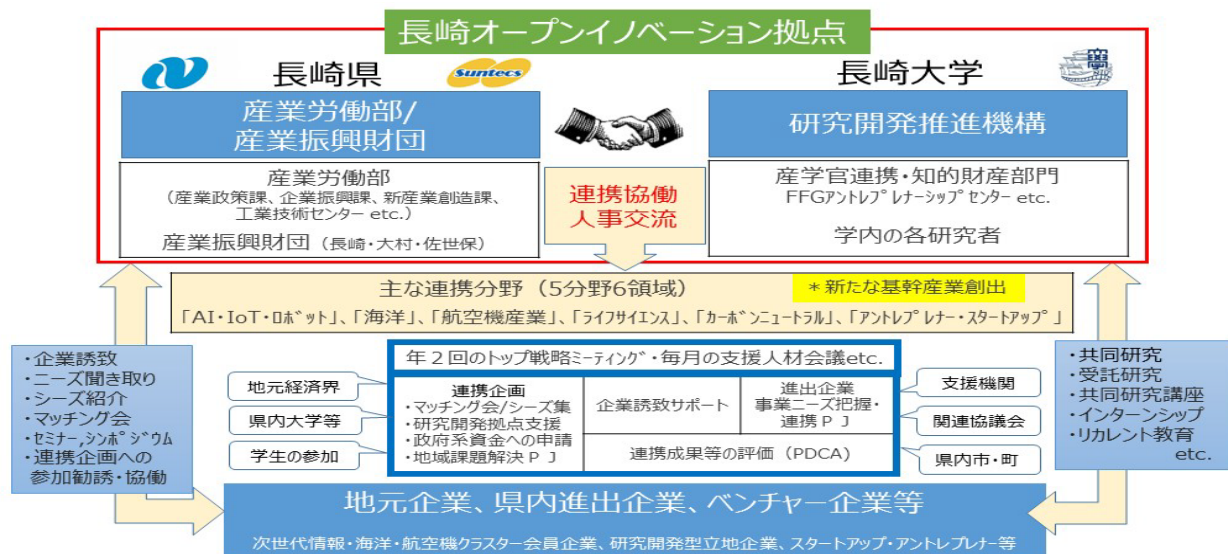 長崎オープンイノベーション拠点
長崎県
suntecs
産業労働部/
産業振興財団
産業労働部
(産業政策課、企業振興課、新産業創造課、
工業技術センター etc.)
産業振興財団（長崎・大村・佐世保）
連携協働
人事交流
長崎大学
研究開発推進機構
産学官連携・知的財産部門
FFGｱﾝﾄﾚﾌﾟﾚﾅｰｼｯﾌﾟｾﾝﾀｰ etc.
学内の各研究者
主な連携分野（5分野6領域）
＊新たな基幹産業創出
「AI・IoT・ﾛﾎﾞｯﾄ」、「海洋」、「航空機産業」、「ﾗｲﾌｻｲｴﾝｽ」、「ｶｰﾎﾞﾝﾆｭｰﾄﾗﾙ」、「ｱﾝﾄﾚﾌﾟﾚﾅｰ・ｽﾀｰﾄｱｯﾌﾟ」
・企業誘致
・ニーズ聞き取り
・シーズ紹介
・マッチング会
・ｾﾐﾅｰ,ｼﾝﾎﾟｼﾞｳﾑ
・連携企画への
参加勧誘・協働
年２回のトップ戦略ﾐｰﾃｨﾝｸﾞ・毎月の支援人材会議etc.
地元経済界
県内大学等
学生の参加
連携企画
・マッチング会/シーズ集
・研究開発拠点支援
・政府系資金への申請
・地域課題解決ＰＪ
企業誘致サポート
進出企業
事業ニーズ把握・
連携ＰＪ
連携成果等の評価（PDCA）
支援機関
関連協議会
県内市・町
・共同研究
・受託研究
・共同研究講座
・インターンシップ
・リカレント教育
etc.
地元企業、県内進出企業、ベンチャー企業等
次世代情報・海洋・航空機ｸﾗｽﾀｰ会員企業、研究開発型立地企業、ｽﾀｰﾄｱｯﾌﾟ・ｱﾝﾄﾚﾌﾟﾚﾅｰ等